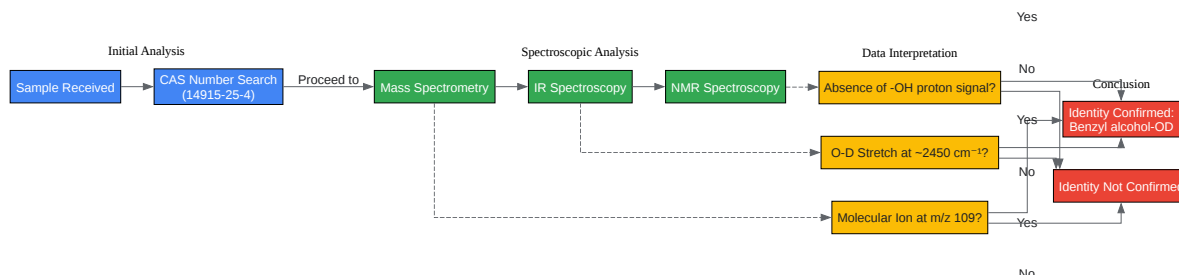 Yes
Initial Analysis
Spectroscopic Analysis
Data Interpretation
No
Sample Received
CAS Number Search
(14915-25-4)
Proceed to
Mass Spectrometry
IR Spectroscopy
NMR Spectroscopy
Absence of -OH proton signal?
Conclusion
Identity Confirmed:
Benzyl alcohol-OD
Yes
O-D Stretch at ~2450 cm⁻¹?
No
Identity Not Confirmed
Molecular Ion at m/z 109?
Yes
No